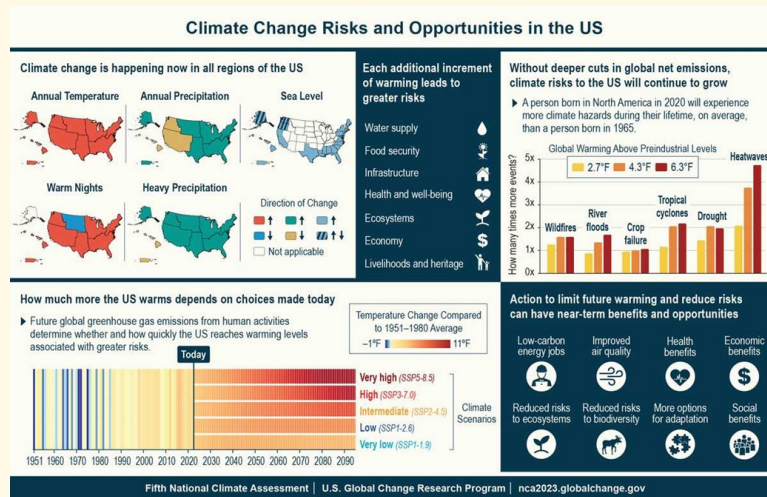 Climate Change Risks and Opportunities in the US
Climate change is happening now in all regions of the US
Annual Temperature
Annual Precipitation
Sea Level
Warm Nights
Heavy Precipitation
Direction of Change
Not applicable
Each additional increment
of warming leads to
greater risks
Water supply
Food security
Infrastructure
Health and well-being
Ecosystems
Economy
$
Livelihoods and heritage
Without deeper cuts in global net emissions,
climate risks to the US will continue to grow
A person born in North America in 2020 will experience
more climate hazards during their lifetime, on average,
than a person born in 1965.
Global Warming Above Preindustrial Levels
2.7°F 4.3°F 6.3°F
How many times more events?
5x
4x
3x
2x
1x
0x
Wildfires
River
floods
Crop
failure
Tropical
cyclones
Drought
Heatwaves
How much more the US warms depends on choices made today
Future global greenhouse gas emissions from human activities
determine whether and how quickly the US reaches warming levels
associated with greater risks.
Temperature Change Compared
to 1951–1980 Average
–1°F 11°F
Today
Very high (SSP5-8.5)
High (SSP3-7.0)
Intermediate (SSP2-4.5)
Low (SSP1-2.6)
Very low (SSP1-1.9)
Climate
Scenarios
1951 1960 1970 1980 1990 2000 2010 2020 2030 2040 2050 2060 2070 2080 2090
Action to limit future warming and reduce risks
can have near-term benefits and opportunities
Low-carbon
energy jobs
Improved
air quality
Health
benefits
Economic
benefits
$
Reduced risks
to ecosystems
Reduced risks
to biodiversity
More options
for adaptation
Social
benefits
Fifth National Climate Assessment | U.S. Global Change Research Program | nca2023.globalchange.gov